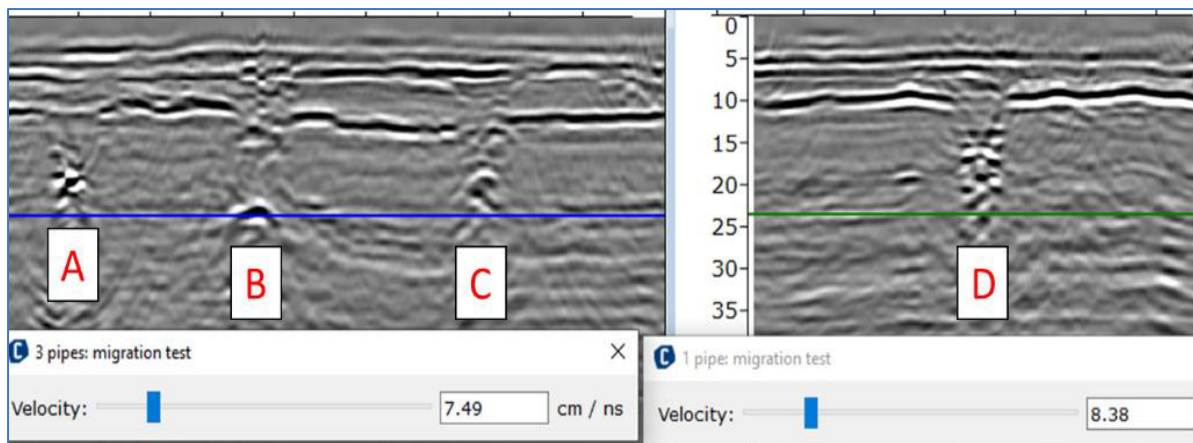 0
5
10
15
20
25
30
35
A
B
C
D
3 pipes: migration test
Velocity: 7.49 cm / ns
1 pipe: migration test
Velocity: 8.38